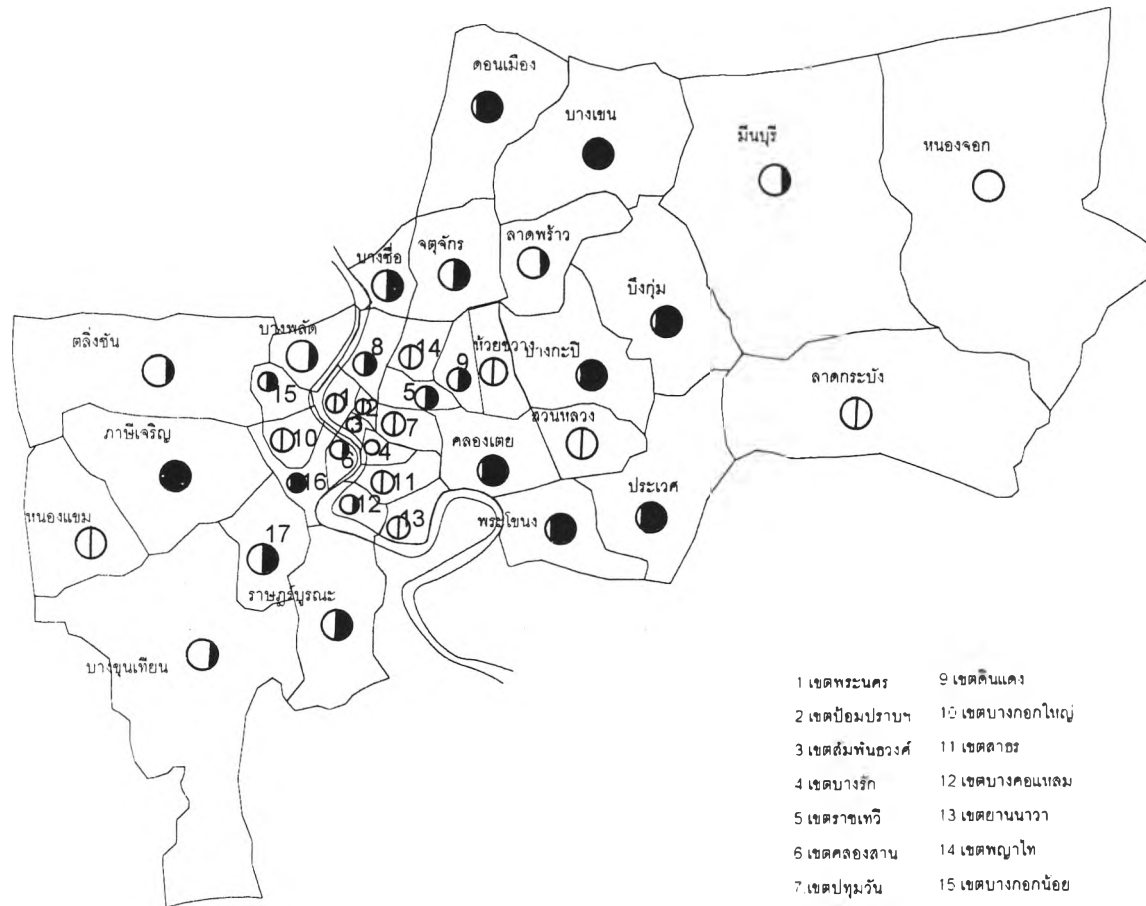 ดอนเมือง
บางเขน
มีนบุรี
หนองจอก
ลาดพร้าว
จตุจักร
บางซื่อ
บึงกุ่ม
บางพลัด
ตลิ่งชัน
8
14
9
ห้วยขวาง
บางกะปิ
ลาดกระบัง
15
1
2
5
3
7
สวนหลวง
ภาษีเจริญ
10
6
4
คลองเตย
16
11
ประเวศ
12
13
พระโขนง
หนองแขม
17
ราษฎร์บูรณะ
บางขุนเทียน
1 เขตพระนคร
2 เขตป้อมปราบฯ
3 เขตสัมพันธวงศ์
4 เขตบางรัก
5 เขตราชเทวี
6 เขตคลองสาน
7 เขตปทุมวัน
9 เขตดินแดง
10 เขตบางกอกใหญ่
11 เขตสาธร
12 เขตบางคอแหลม
13 เขตยานนาวา
14 เขตพญาไท
15 เขตบางกอกน้อย